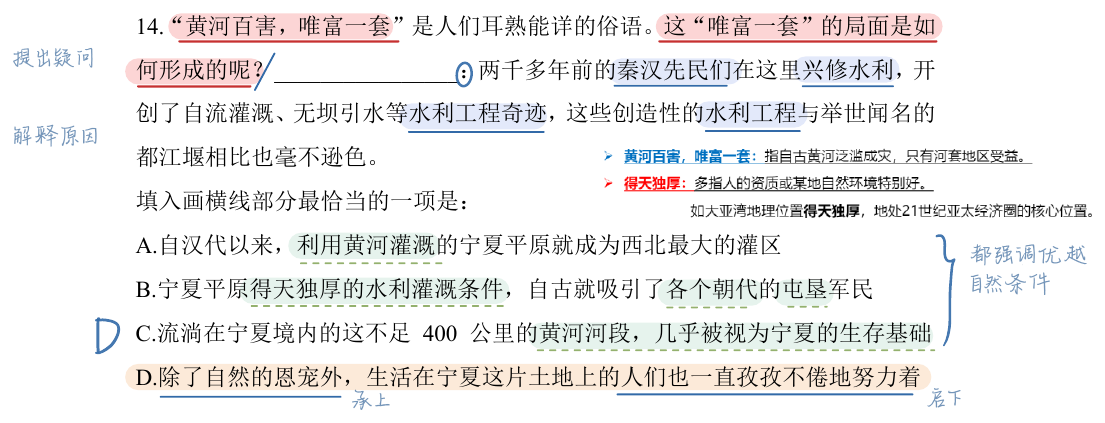 14.“黄河百害，唯富一套”是人们耳熟能详的俗语。这“唯富一套”的局面是如
提出疑问
何形成的呢？____________________：两千多年前的秦汉先民们在这里兴修水利，开
创了自流灌溉、无坝引水等水利工程奇迹，这些创造性的水利工程与举世闻名的
解释原因
都江堰相比也毫不逊色。
➢ 黄河百害，唯富一套：指自古黄河泛滥成灾，只有河套地区受益。
➢ 得天独厚：多指人的资质或某地自然环境特别好。
填入画横线部分最恰当的一项是：
如大亚湾地理位置得天独厚，地处21世纪亚太经济圈的核心位置。
A.自汉代以来，利用黄河灌溉的宁夏平原就成为西北最大的灌区
都强调优越
自然条件
B.宁夏平原得天独厚的水利灌溉条件，自古就吸引了各个朝代的屯垦军民
D
C.流淌在宁夏境内的这不足 400 公里的黄河河段，几乎被视为宁夏的生存基础
D.除了自然的恩宠外，生活在宁夏这片土地上的人们也一直孜孜不倦地努力着
承上
启下